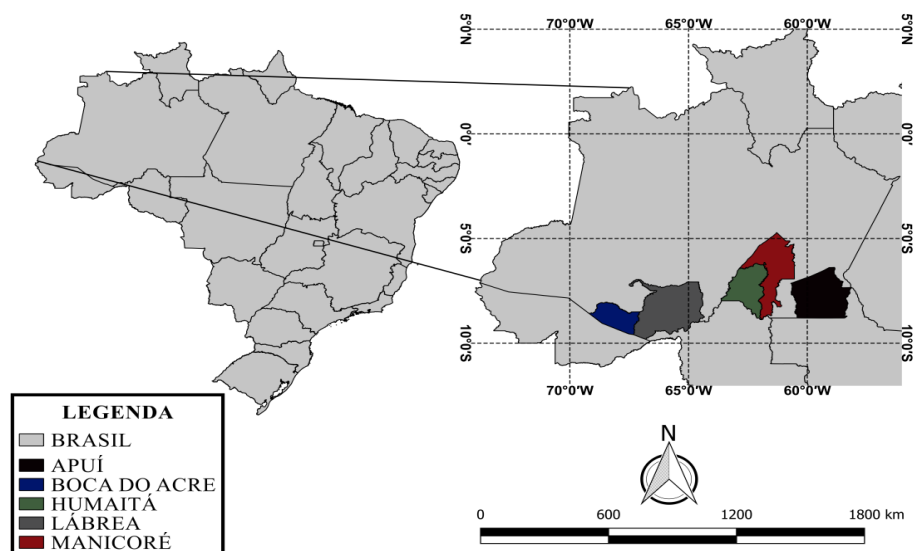 70°0'W 65°0'W 60°0'W
5°0'N
5°0'N
0°0'
0°0'
5°0'S
5°0'S
10°0'S
10°0'S
70°0'W 65°0'W 60°0'W
LEGENDA
BRASIL
APUÍ
BOCA DO ACRE
HUMAITÁ
LÁBREA
MANICORÉ
N
0 600 1200 1800 km